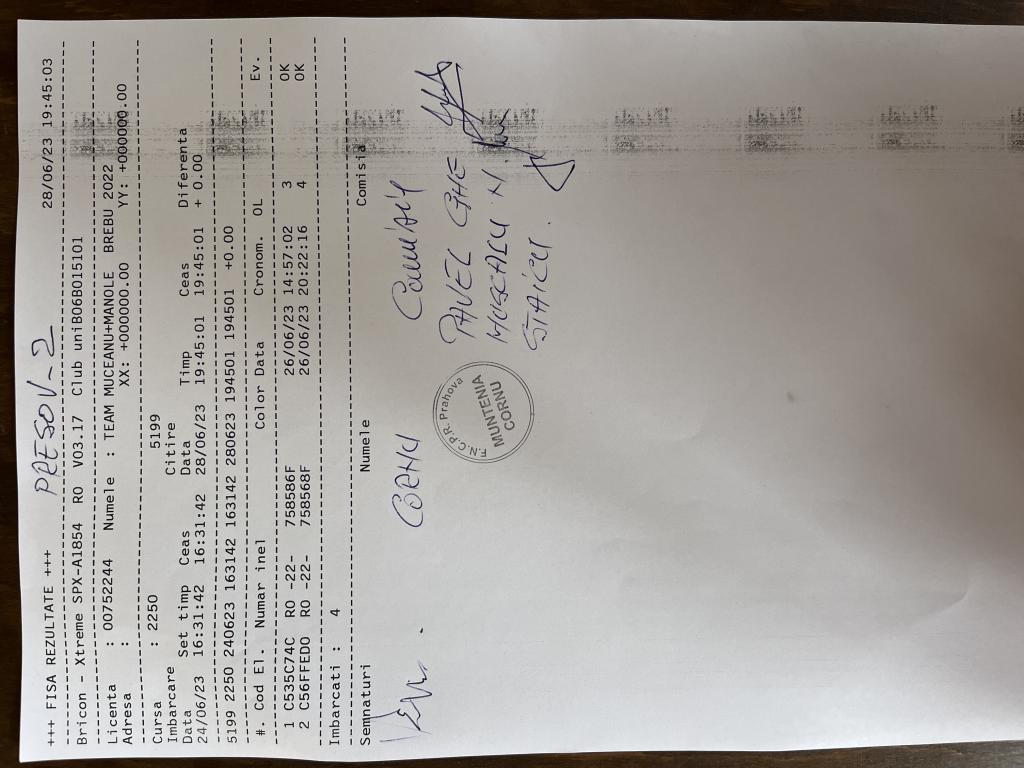 PRESOV-2
+++ FISA REZULTATE +++ 28/06/23 19:45:03
Bricon - Xtreme SPX-A1854 RO V03.17 Club uniB06B015101
Licenta : 00752244 Numele : TEAM MUCEANU+MANOLE BREBU 2022
Adresa : XX: +000000.00 YY: +0000000.00
Cursa : 2250 5199
Imbarcare Citire
Data Set timp Ceas Data Timp Ceas Diferenta
24/06/23 16:31:42 16:31:42 28/06/23 19:45:01 19:45:01 + 0.00
5199 2250 240623 163142 163142 280623 194501 194501 +0.00
#. Cod El. Numar inel Color Data Cronom. OL Ev.
1 C535C74C RO -22- 758586F 26/06/23 14:57:02 3 OK
2 C56FFED0 RO -22- 758568F 26/06/23 20:22:16 4 OK
Imbarcati : 4
Semnaturi Numele Comisia
CORNU
PAVEL GHE
MUSCALU N
STAICU.
F.N.C.P.R. Prahova
MUNTENIA
CORNU